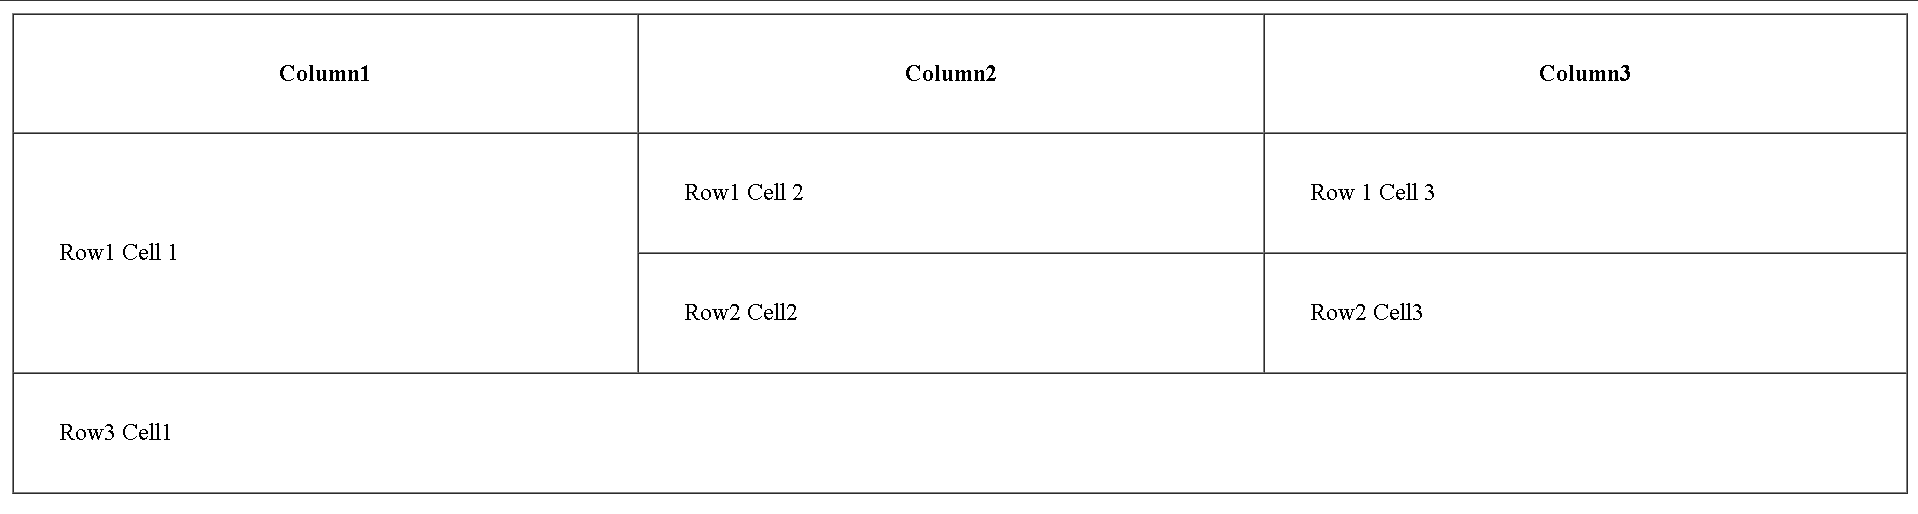 Column1
Column2
Column3
Row1 Cell 1
Row1 Cell 2
Row 1 Cell 3
Row2 Cell2
Row2 Cell3
Row3 Cell1